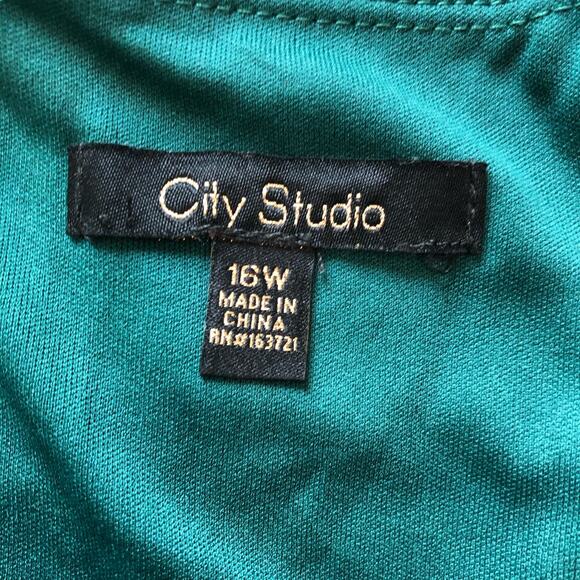 City Studio
16W
MADE IN
CHINA
RN#163721